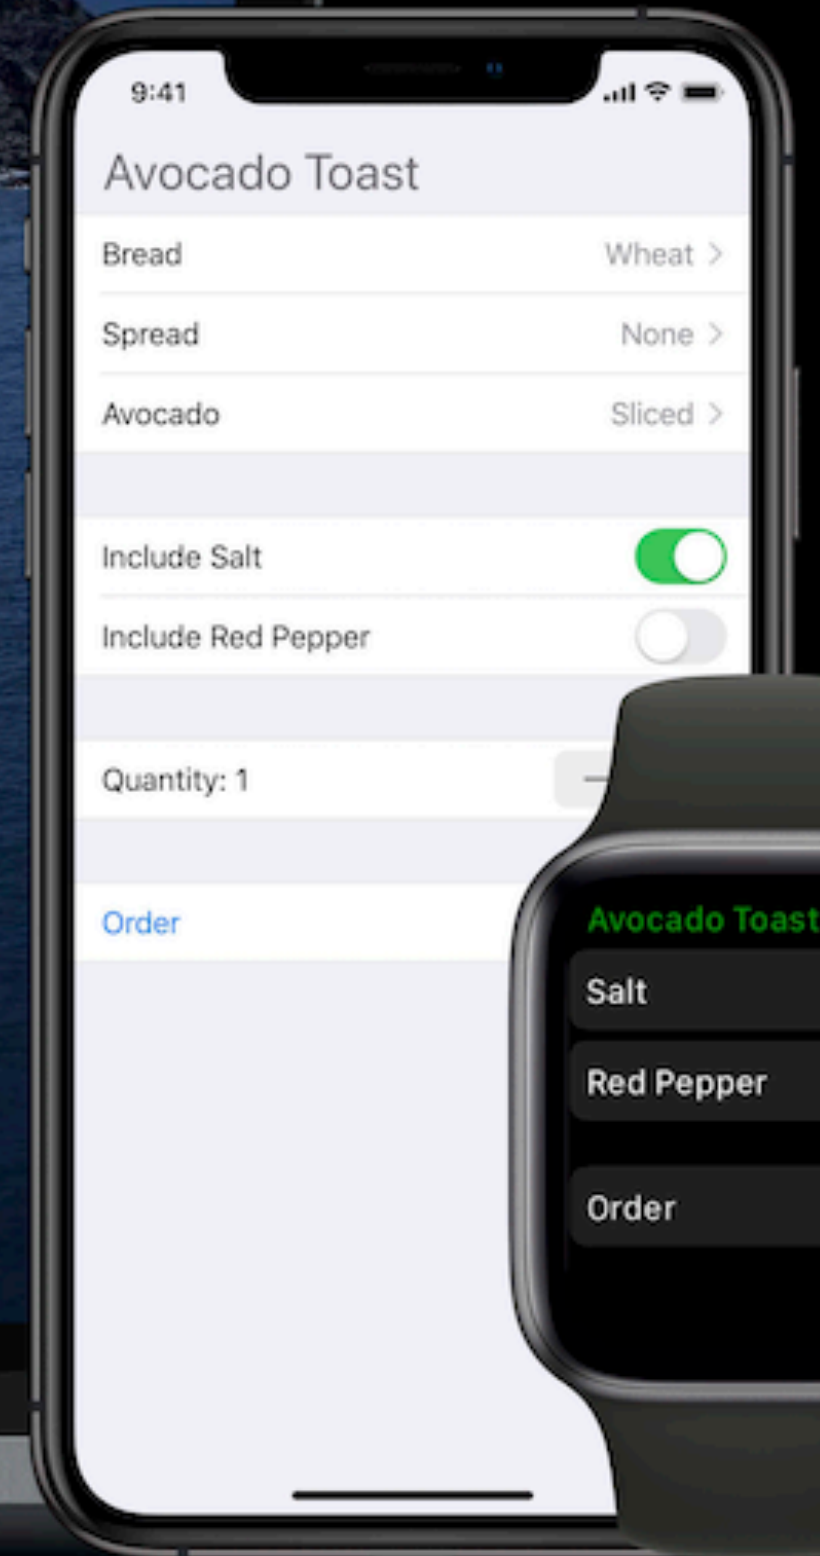 9:41
Avocado Toast
Bread Wheat >
Spread None >
Avocado Sliced >
Include Salt
Include Red Pepper
Quantity: 1 −
Order
Avocado Toast
Salt
Red Pepper
Order